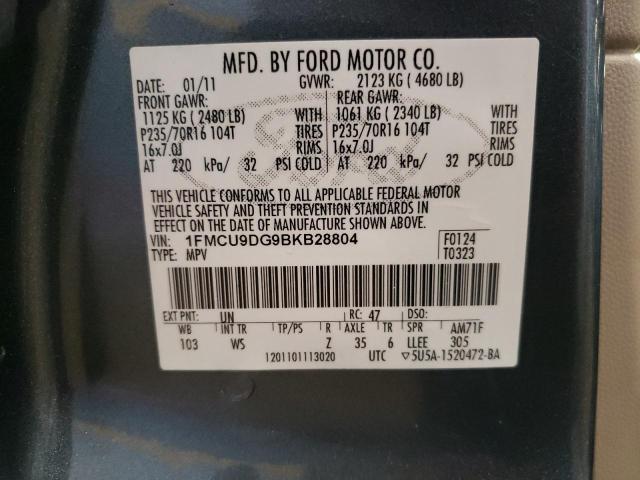 MFD. BY FORD MOTOR CO.
DATE: 01/11 GVWR: 2123 KG ( 4680 LB)
FRONT GAWR: REAR GAWR:
1125 KG ( 2480 LB) WITH 1061 KG ( 2340 LB) WITH
P235/70R16 104T TIRES P235/70R16 104T TIRES
16x7.0J RIMS 16x7.0J RIMS
AT 220 kPa/ 32 PSI COLD AT 220 kPa/ 32 PSI COLD
THIS VEHICLE CONFORMS TO ALL APPLICABLE FEDERAL MOTOR
VEHICLE SAFETY AND THEFT PREVENTION STANDARDS IN
EFFECT ON THE DATE OF MANUFACTURE SHOWN ABOVE.
VIN: 1FMCU9DG9BKB28804 F0124
TYPE: MPV T0323
EXT PNT: UN RC: 47 DSO:
WB INT TR TP/PS R AXLE TR SPR AM71F
103 WS Z 35 6 LLEE 305
1201101113020 UTC ▽5U5A-1520472-BA
Ford